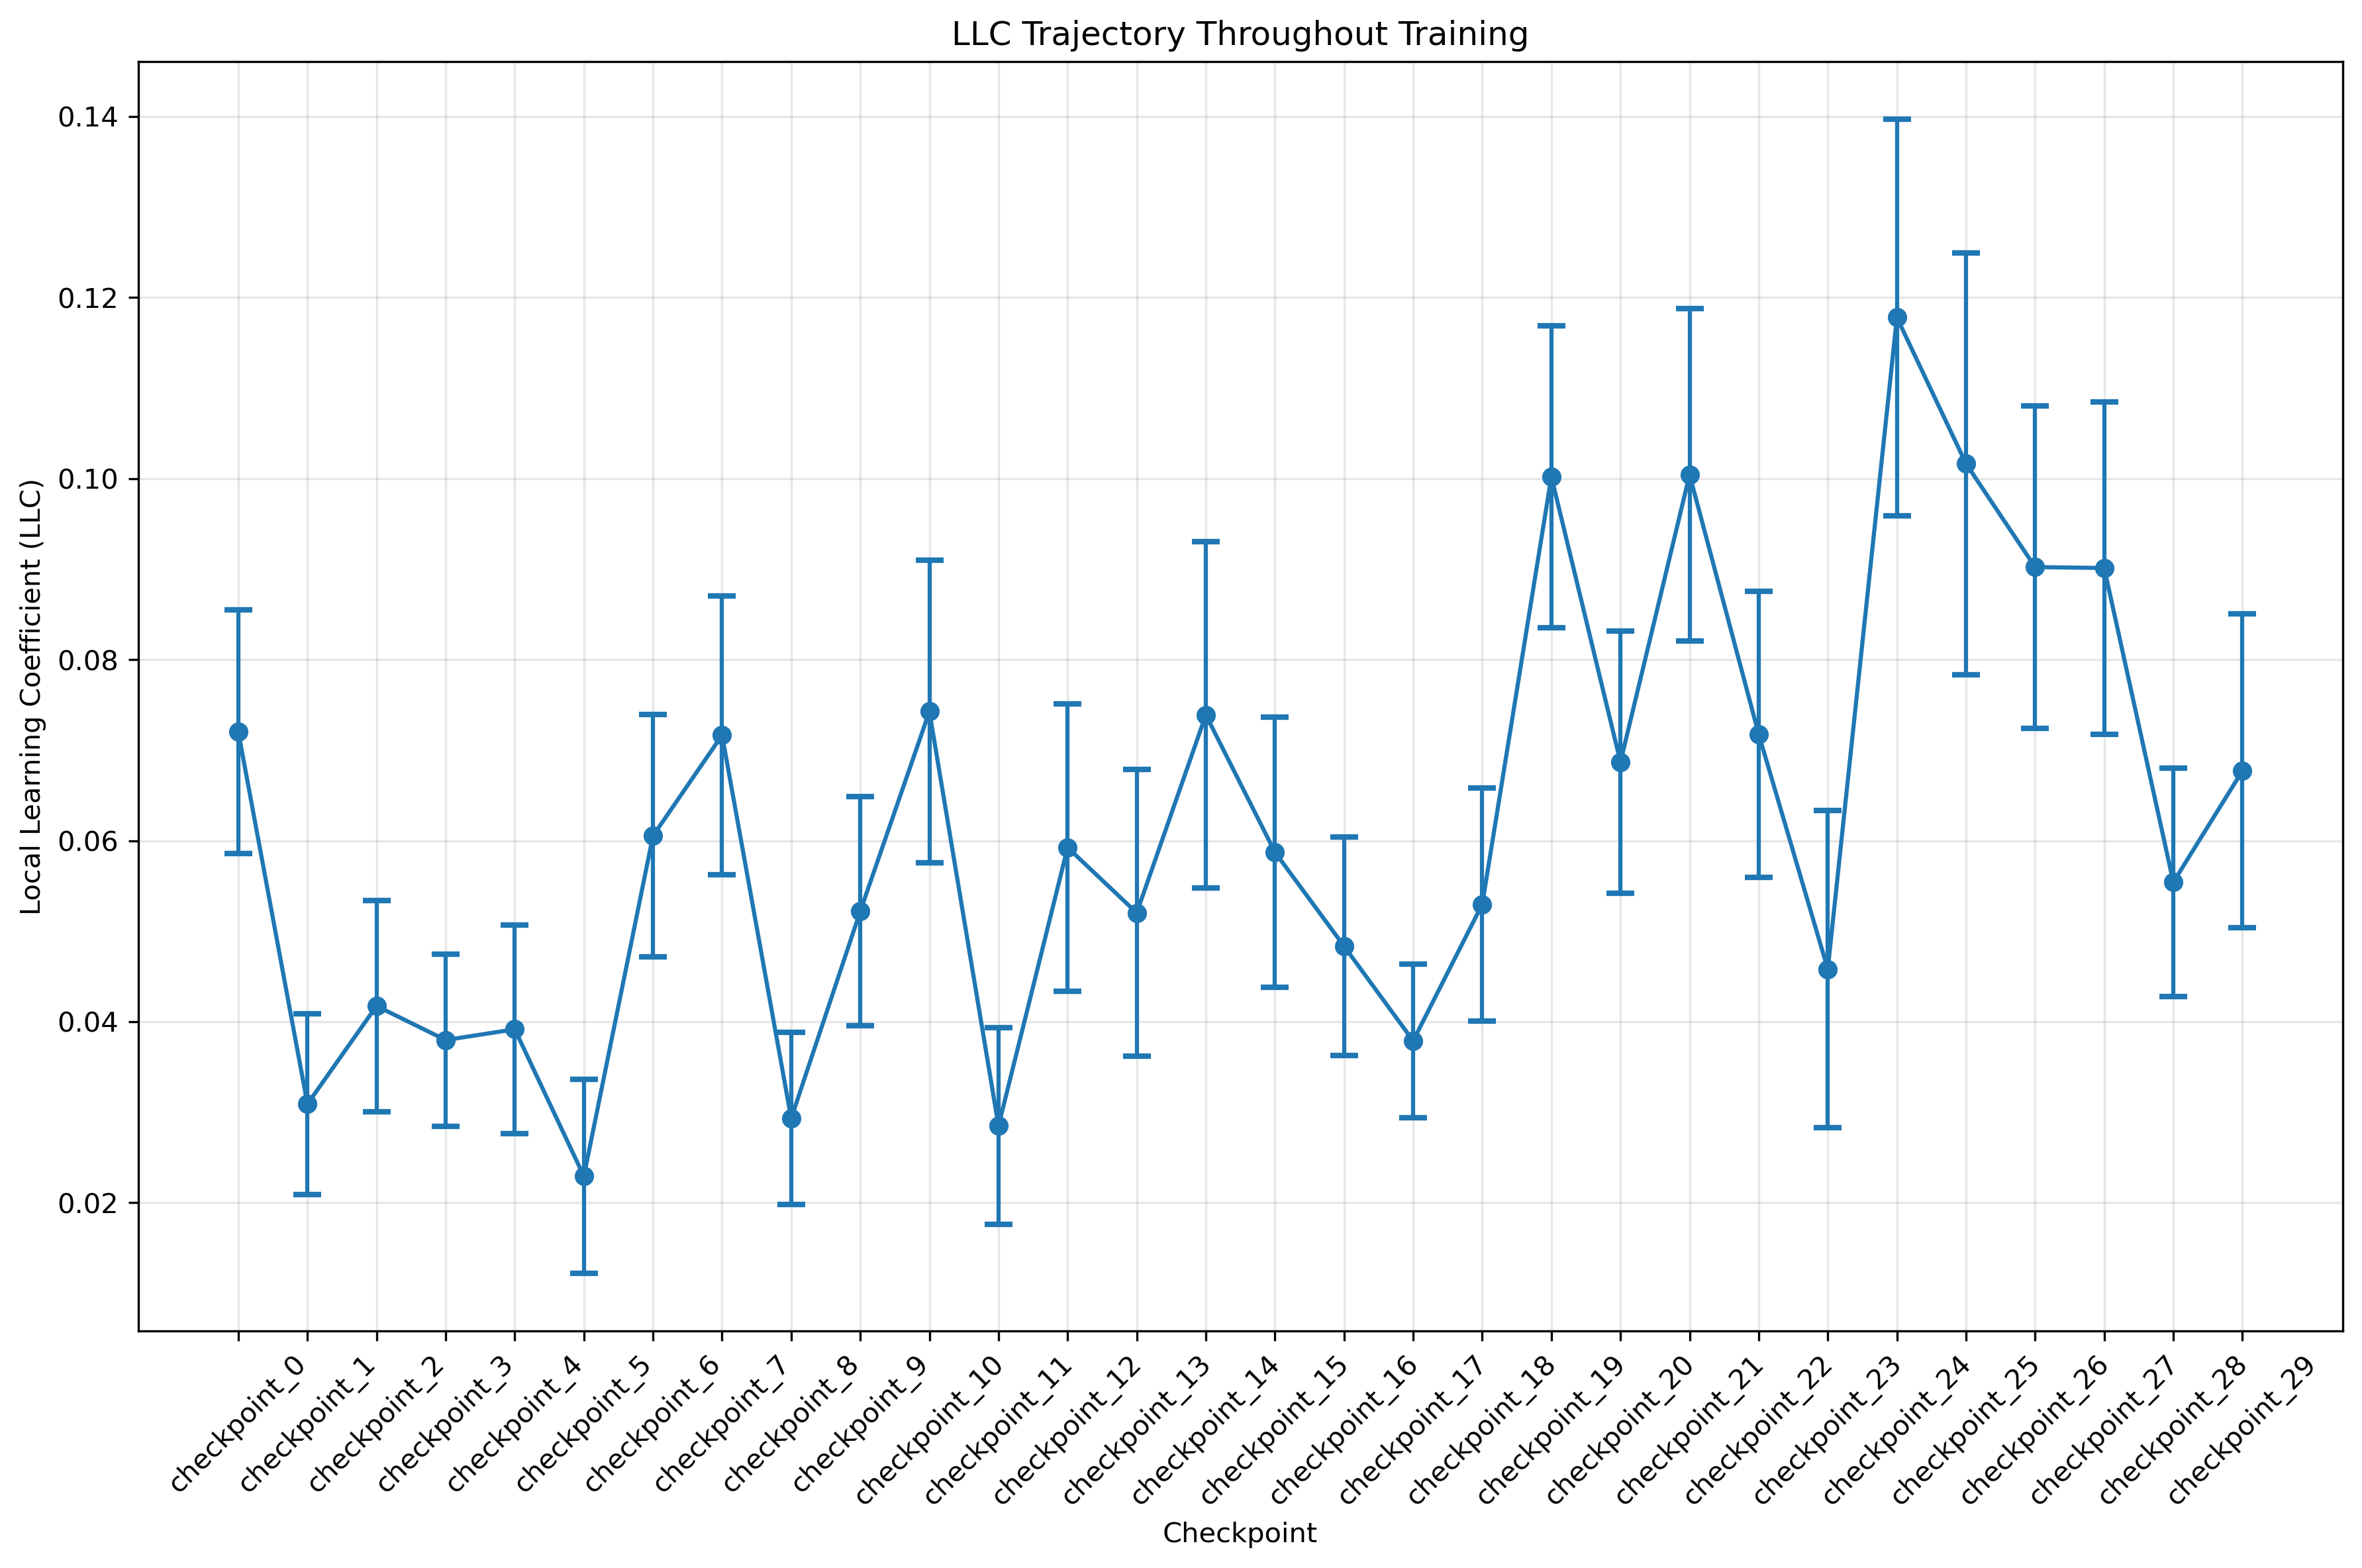 LLC Trajectory Throughout Training
Local Learning Coefficient (LLC)
0.14
0.12
0.10
0.08
0.06
0.04
0.02
checkpoint_0
checkpoint_1
checkpoint_2
checkpoint_3
checkpoint_4
checkpoint_5
checkpoint_6
checkpoint_7
checkpoint_8
checkpoint_9
checkpoint_10
checkpoint_11
checkpoint_12
checkpoint_13
checkpoint_14
checkpoint_15
checkpoint_16
checkpoint_17
checkpoint_18
checkpoint_19
checkpoint_20
checkpoint_21
checkpoint_22
checkpoint_23
checkpoint_24
checkpoint_25
checkpoint_26
checkpoint_27
checkpoint_28
checkpoint_29
Checkpoint